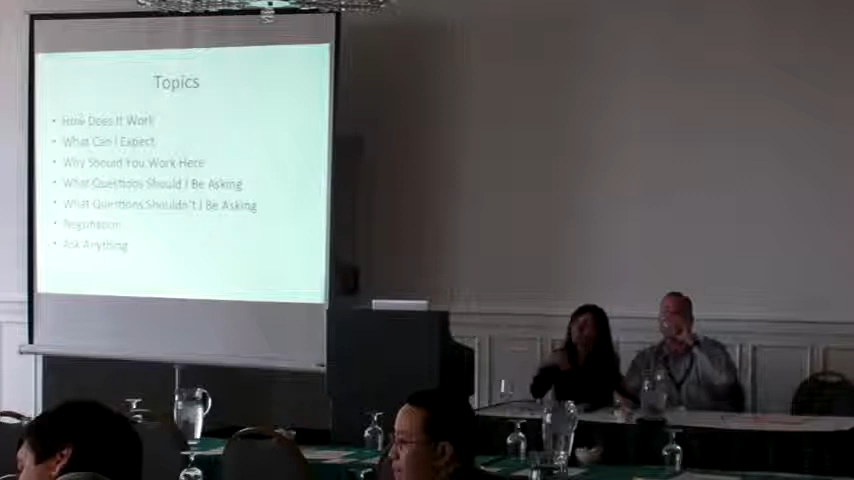 Topics
• How Does It Work
• What Can I Expect
• Why Should You Work Here
• What Questions Should I Be Asking
• What Questions Shouldn't I Be Asking
• Negotiation
• Ask Anything